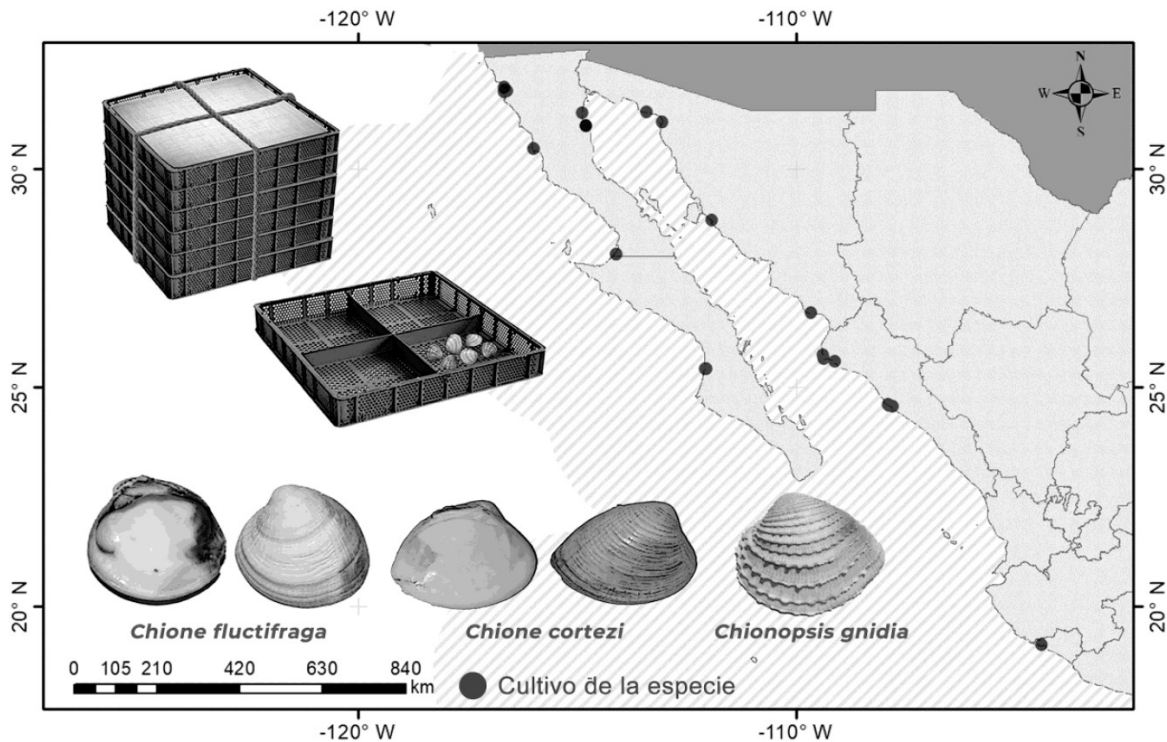 -120° W
-110° W
N
W
E
S
30° N
30° N
25° N
25° N
20° N
20° N
Chione fluctifraga
Chione cortezi
Chionopsis gnidia
0 105 210 420 630 840
km
Cultivo de la especie
-120° W
-110° W